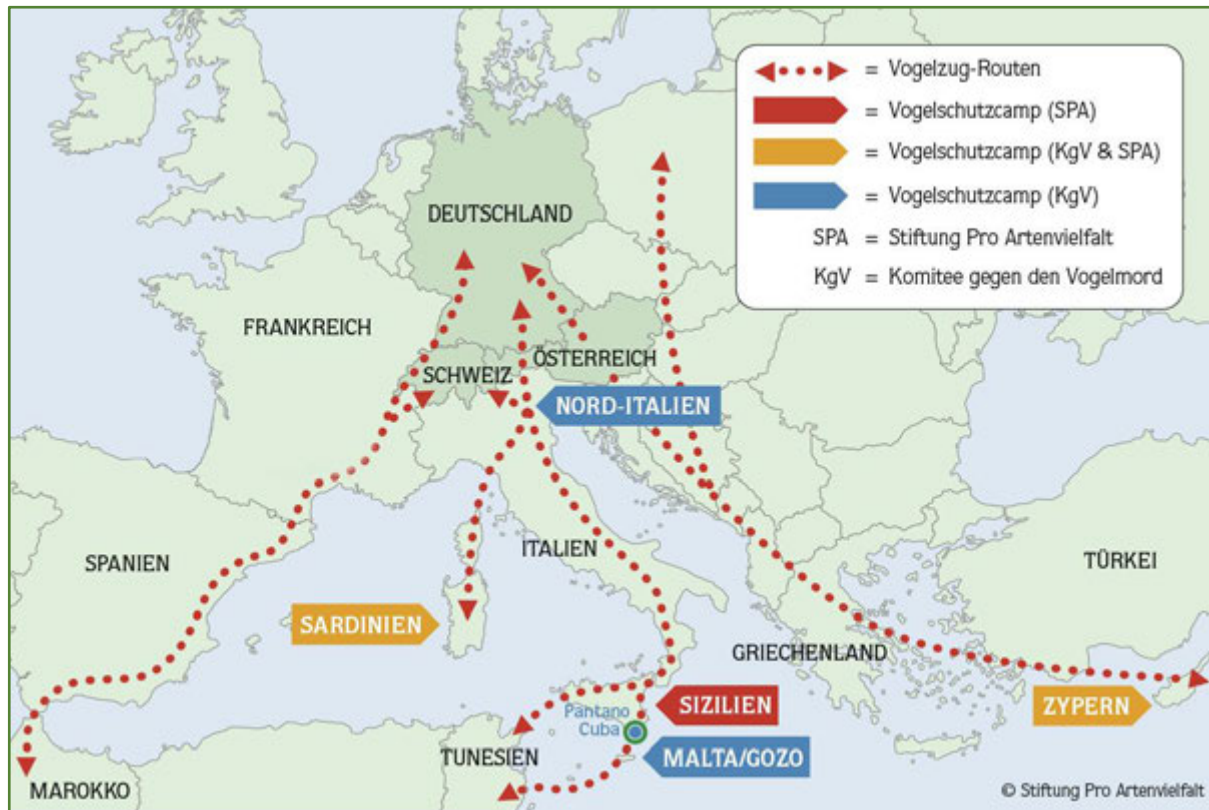 = Vogelzug-Routen
= Vogelschutzcamp (SPA)
= Vogelschutzcamp (KgV & SPA)
= Vogelschutzcamp (KgV)
SPA = Stiftung Pro Artenvielfalt
KgV = Komitee gegen den Vogelmord
DEUTSCHLAND
FRANKREICH
ÖSTERREICH
SCHWEIZ
NORD-ITALIEN
SPANIEN
ITALIEN
TÜRKEI
SARDINIEN
GRIECHENLAND
SIZILIEN
ZYPERN
Pantano
Cuba
TUNESIEN
MALTA/GOZO
MAROKKO
© Stiftung Pro Artenvielfalt